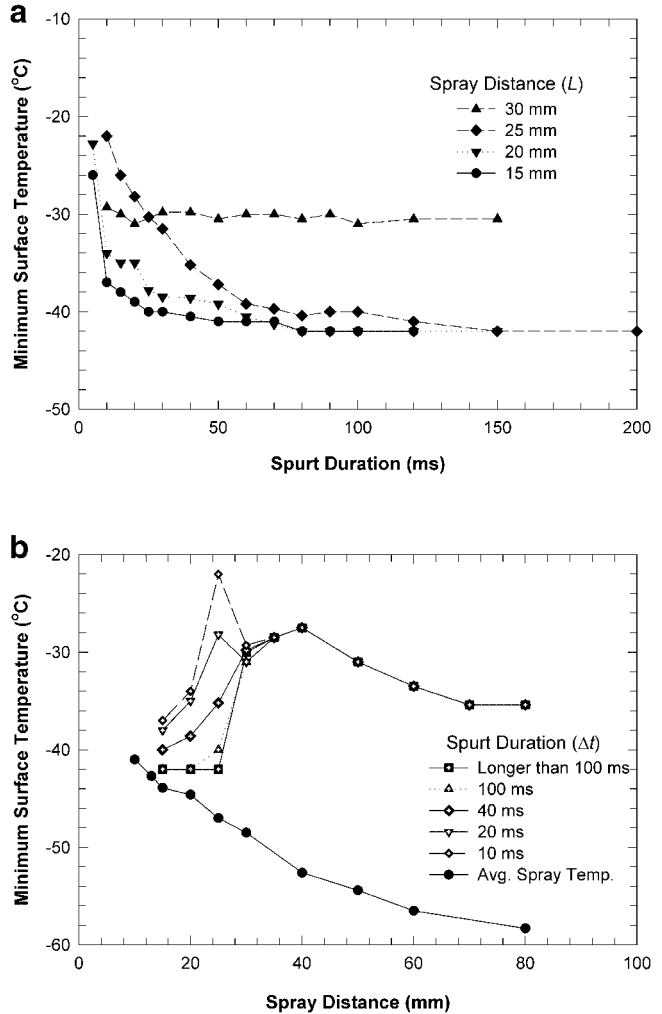 a
-10
-20
-30
-40
-50
Minimum Surface Temperature (°C)
Spray Distance (L)
30 mm
25 mm
20 mm
15 mm
0 50 100 150 200
Spurt Duration (ms)
b
-20
-30
-40
-50
-60
Minimum Surface Temperature (°C)
Spurt Duration (Δt)
Longer than 100 ms
100 ms
40 ms
20 ms
10 ms
Avg. Spray Temp.
0 20 40 60 80 100
Spray Distance (mm)